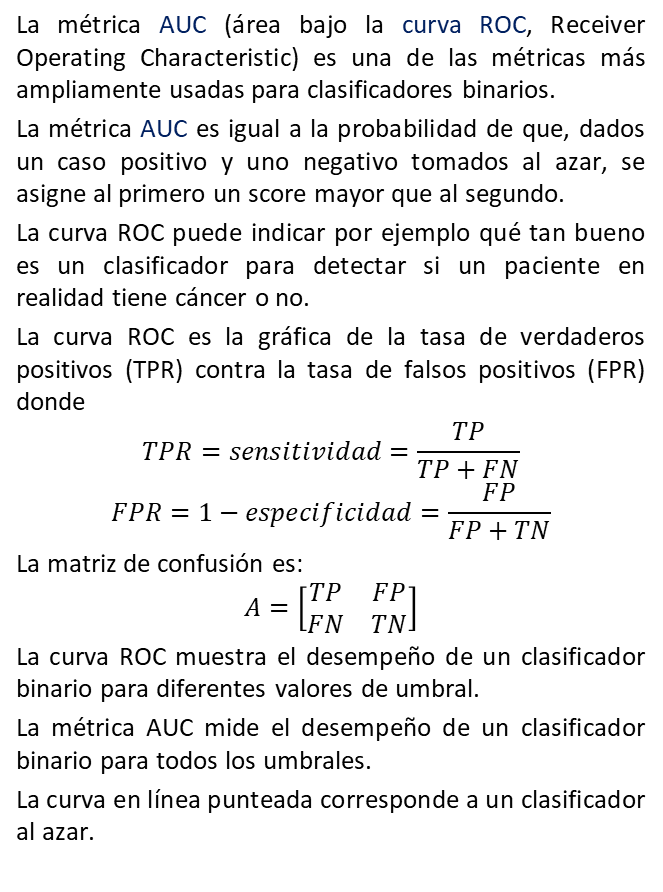 La métrica AUC (área bajo la curva ROC, Receiver
Operating Characteristic) es una de las métricas más
ampliamente usadas para clasificadores binarios.
La métrica AUC es igual a la probabilidad de que, dados
un caso positivo y uno negativo tomados al azar, se
asigne al primero un score mayor que al segundo.
La curva ROC puede indicar por ejemplo qué tan bueno
es un clasificador para detectar si un paciente en
realidad tiene cáncer o no.
La curva ROC es la gráfica de la tasa de verdaderos
positivos (TPR) contra la tasa de falsos positivos (FPR)
donde
TPR = sensitividad = TP / (TP + FN)
FPR = 1 − especificidad = FP / (FP + TN)
La matriz de confusión es:
A = [TP FP
FN TN]
La curva ROC muestra el desempeño de un clasificador
binario para diferentes valores de umbral.
La métrica AUC mide el desempeño de un clasificador
binario para todos los umbrales.
La curva en línea punteada corresponde a un clasificador
al azar.